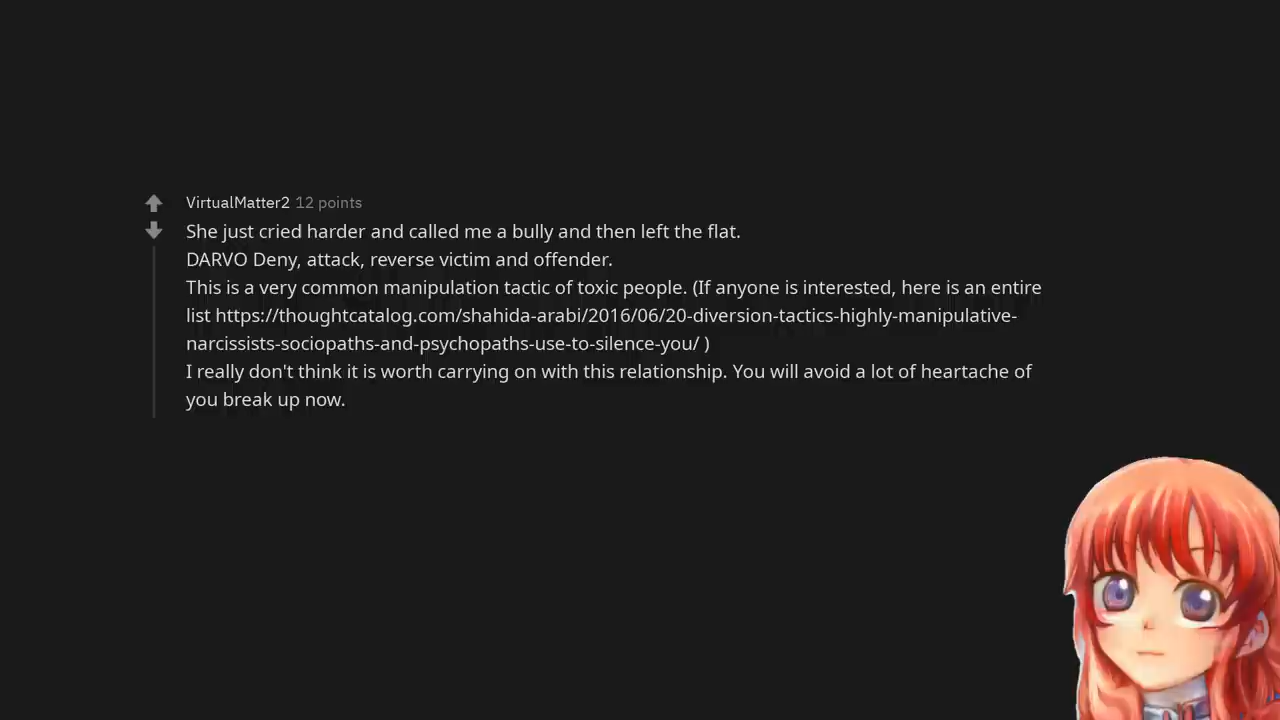 VirtualMatter2 12 points
She just cried harder and called me a bully and then left the flat.
DARVO Deny, attack, reverse victim and offender.
This is a very common manipulation tactic of toxic people. (If anyone is interested, here is an entire
list https://thoughtcatalog.com/shahida-arabi/2016/06/20-diversion-tactics-highly-manipulative-
narcissists-sociopaths-and-psychopaths-use-to-silence-you/ )
I really don't think it is worth carrying on with this relationship. You will avoid a lot of heartache of
you break up now.